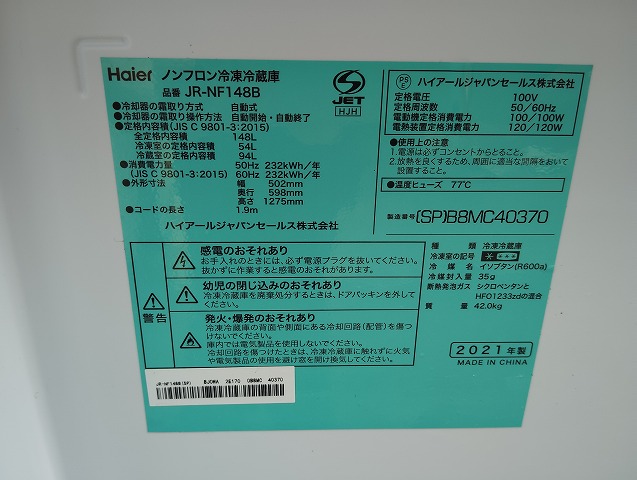 Haier ノンフロン冷凍冷蔵庫
品番 JR-NF148B
●冷却器の霜取り方式 自動式
●冷却器の霜取り操作方法 自動開始・自動終了
●定格内容積(JIS C 9801-3:2015)
全定格内容積 148L
冷凍室の定格内容積 54L
冷蔵室の定格内容積 94L
●消費電力量 50Hz 232kWh/年
(JIS C 9801-3:2015) 60Hz 232kWh/年
●外形寸法 幅 502mm
奥行 598mm
高さ 1275mm
●コードの長さ 1.9m
ハイアールジャパンセールス株式会社
S JET
HJH
PS E ハイアールジャパンセールス株式会社
定格電圧 100V
定格周波数 50/60Hz
電動機定格消費電力 100/100W
電熱装置定格消費電力 120/120W
●使用上の注意
1.電源は必ずコンセントからとること。
2.放熱を良くするため、周囲に適当な間隔をおいて
設置すること。
●温度ヒューズ 77℃
製造番号 (SP)B8MC40370
種類 冷凍冷蔵庫
冷凍室の記号 * ***
冷媒名 イソブタン(R600a)
冷媒封入量 35g
断熱発泡ガス シクロペンタンと
HFO1233zdの混合
質量 42.0kg
2021年製
MADE IN CHINA
警告
感電のおそれあり
お手入れのときには、必ず電源プラグを抜いてください。
抜かずに作業すると感電のおそれがあります。
幼児の閉じ込みのおそれあり
冷凍冷蔵庫を廃棄処分するときは、ドアパッキンを外してください。
発火・爆発のおそれあり
冷凍冷蔵庫の背面や側面にある冷却回路(配管)を傷つ
けないでください。
庫内では電気製品を使用しないでください。
冷却回路を傷つけたときは、冷凍冷蔵庫に触れずに火気
や電気製品の使用を避け窓を開け換気してください。
JR-NF148B(SP) BJ0MA 2E170 0B8MC 40370